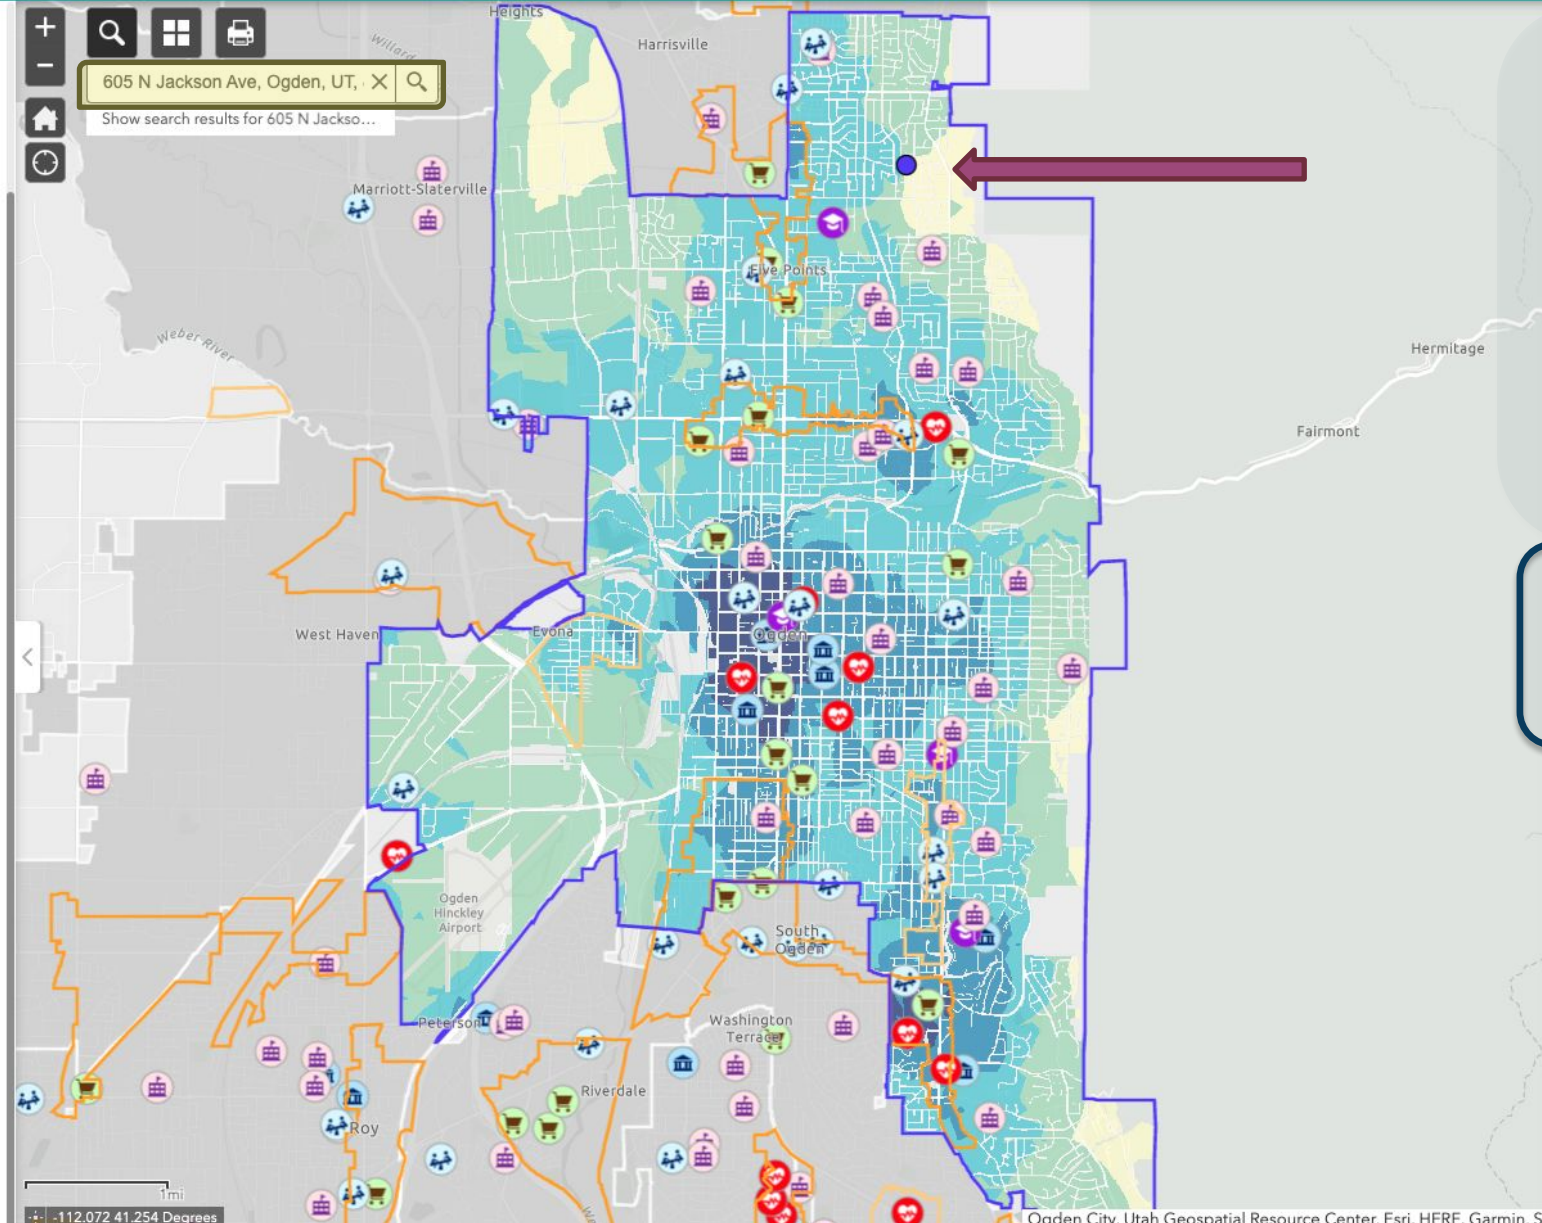 Heights
Harrisville
Willard
605 N Jackson Ave, Ogden, UT,
Show search results for 605 N Jackso...
Marriott-Slaterville
Five Points
Weber River
Hermitage
Fairmont
West Haven
Evona
Ogden
Ogden
Hinckley
Airport
South
Ogden
Peterson
Washington
Terrace
Riverdale
Roy
1mi
-112.072 41.254 Degrees
Ogden City, Utah Geospatial Resource Center, Esri, HERE, Garmin, S